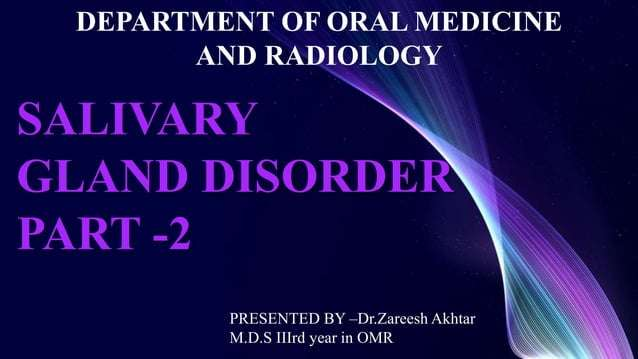 DEPARTMENT OF ORAL MEDICINE
AND RADIOLOGY
SALIVARY
GLAND DISORDER
PART -2
PRESENTED BY –Dr.Zareesh Akhtar
M.D.S IIIrd year in OMR